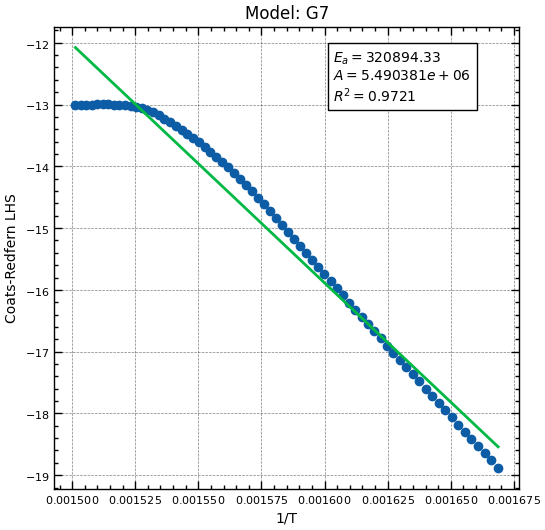 Model: G7
E_a = 320894.33
A = 5.490381e + 06
R^2 = 0.9721
Coats-Redfern LHS
−12
−13
−14
−15
−16
−17
−18
−19
0.001500 0.001525 0.001550 0.001575 0.001600 0.001625 0.001650 0.001675
1/T